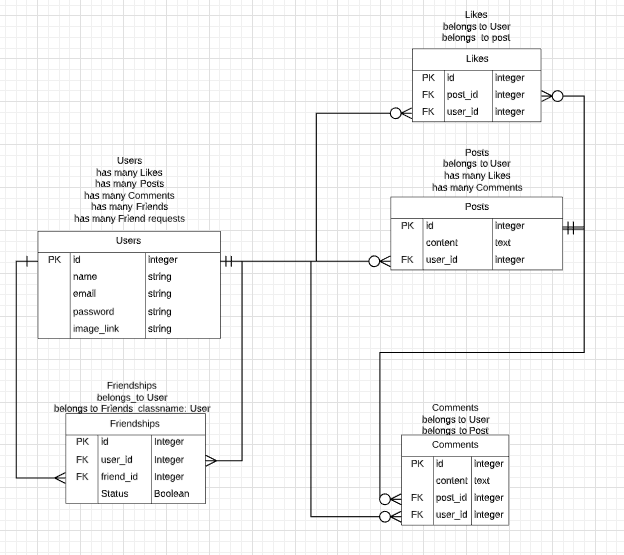 Likes
belongs to User
belongs to post
Likes
PK id integer
FK post_id integer
FK user_id integer
Posts
belongs to User
has many Likes
has many Comments
Posts
PK id integer
content text
FK user_id integer
Users
has many Likes
has many Posts
has many Comments
has many Friends
has many Friend requests
Users
PK id integer
name string
email string
password string
image_link string
Friendships
belongs_to User
belongs to Friends classname: User
Friendships
PK id Integer
FK user_id Integer
FK friend_id Integer
Status Boolean
Comments
belongs to User
belongs to Post
Comments
PK id integer
content text
FK post_id integer
FK user_id integer